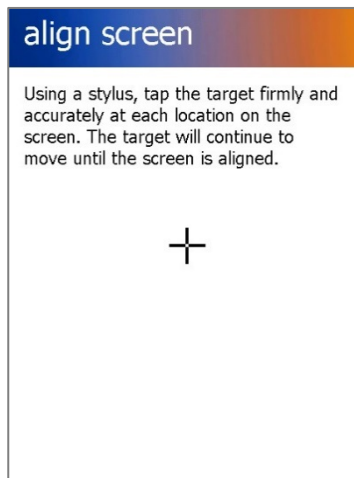 align screen
Using a stylus, tap the target firmly and
accurately at each location on the
screen. The target will continue to
move until the screen is aligned.